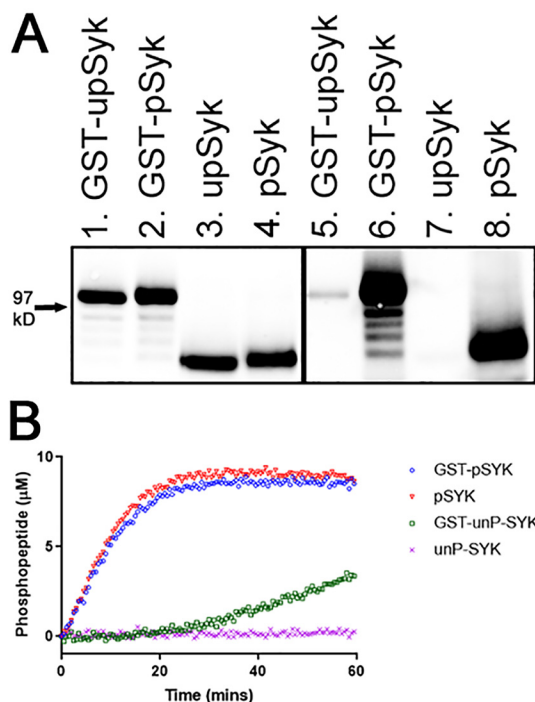 A
1. GST-upSyk
2. GST-pSyk
3. upSyk
4. pSyk
5. GST-upSyk
6. GST-pSyk
7. upSyk
8. pSyk
97
kD
B
Phosphopeptide (µM)
10
5
0
0
20
40
60
Time (mins)
GST-pSYK
pSYK
GST-unP-SYK
unP-SYK